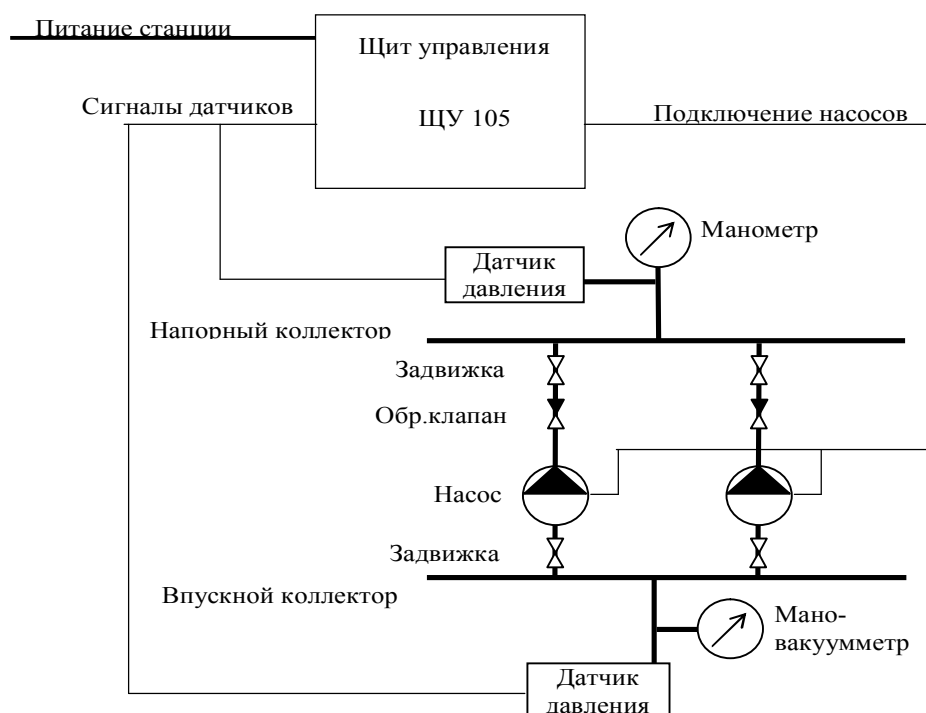 Питание станции
Щит управления
ЩУ 105
Сигналы датчиков
Подключение насосов
Манометр
Датчик
давления
Напорный коллектор
Задвижка
Обр.клапан
Насос
Задвижка
Впускной коллектор
Мано-
вакуумметр
Датчик
давления